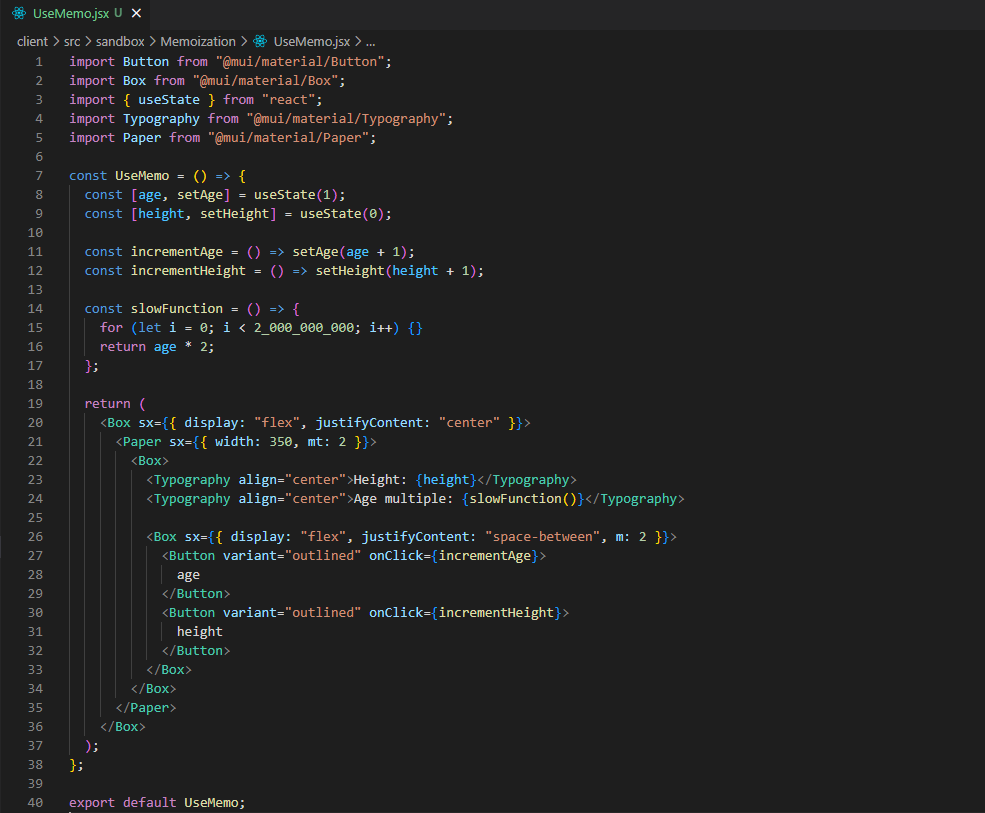 UseMemo.jsx U ✕
client > src > sandbox > Memoization > UseMemo.jsx > ...
1 import Button from "@mui/material/Button";
2 import Box from "@mui/material/Box";
3 import { useState } from "react";
4 import Typography from "@mui/material/Typography";
5 import Paper from "@mui/material/Paper";
6
7 const UseMemo = () => {
8   const [age, setAge] = useState(1);
9   const [height, setHeight] = useState(0);
10
11   const incrementAge = () => setAge(age + 1);
12   const incrementHeight = () => setHeight(height + 1);
13
14   const slowFunction = () => {
15     for (let i = 0; i < 2_000_000_000; i++) {}
16     return age * 2;
17   };
18
19   return (
20     <Box sx={{ display: "flex", justifyContent: "center" }}>
21       <Paper sx={{ width: 350, mt: 2 }}>
22         <Box>
23           <Typography align="center">Height: {height}</Typography>
24           <Typography align="center">Age multiple: {slowFunction()}</Typography>
25
26           <Box sx={{ display: "flex", justifyContent: "space-between", m: 2 }}>
27             <Button variant="outlined" onClick={incrementAge}>
28               age
29             </Button>
30             <Button variant="outlined" onClick={incrementHeight}>
31               height
32             </Button>
33           </Box>
34         </Box>
35       </Paper>
36     </Box>
37   );
38 };
39
40 export default UseMemo;